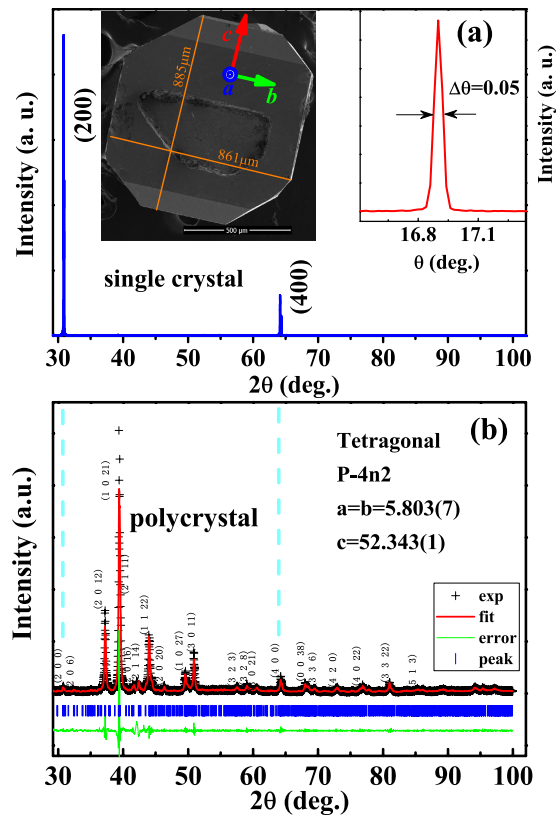 (a)
Intensity (a. u.)
Intensity (a. u.)
(200)
c
b
a
885μm
861μm
500 μm
Δθ=0.05
16.8 17.1
θ (deg.)
single crystal
(400)
30 40 50 60 70 80 90 100
2θ (deg.)
(b)
Intensity (a.u.)
Tetragonal
P-4n2
a=b=5.803(7)
c=52.343(1)
polycrystal
exp
fit
error
peak
(2 0 0)
(2 0 6)
(2 0 12)
(1 0 21)
(2 1 11)
(1 1 22)
(1 0 27)
(3 0 11)
(3 2 3)
(4 0 0)
(0 0 38)
(4 2 0)
(3 3 22)
30 40 50 60 70 80 90 100
2θ (deg.)